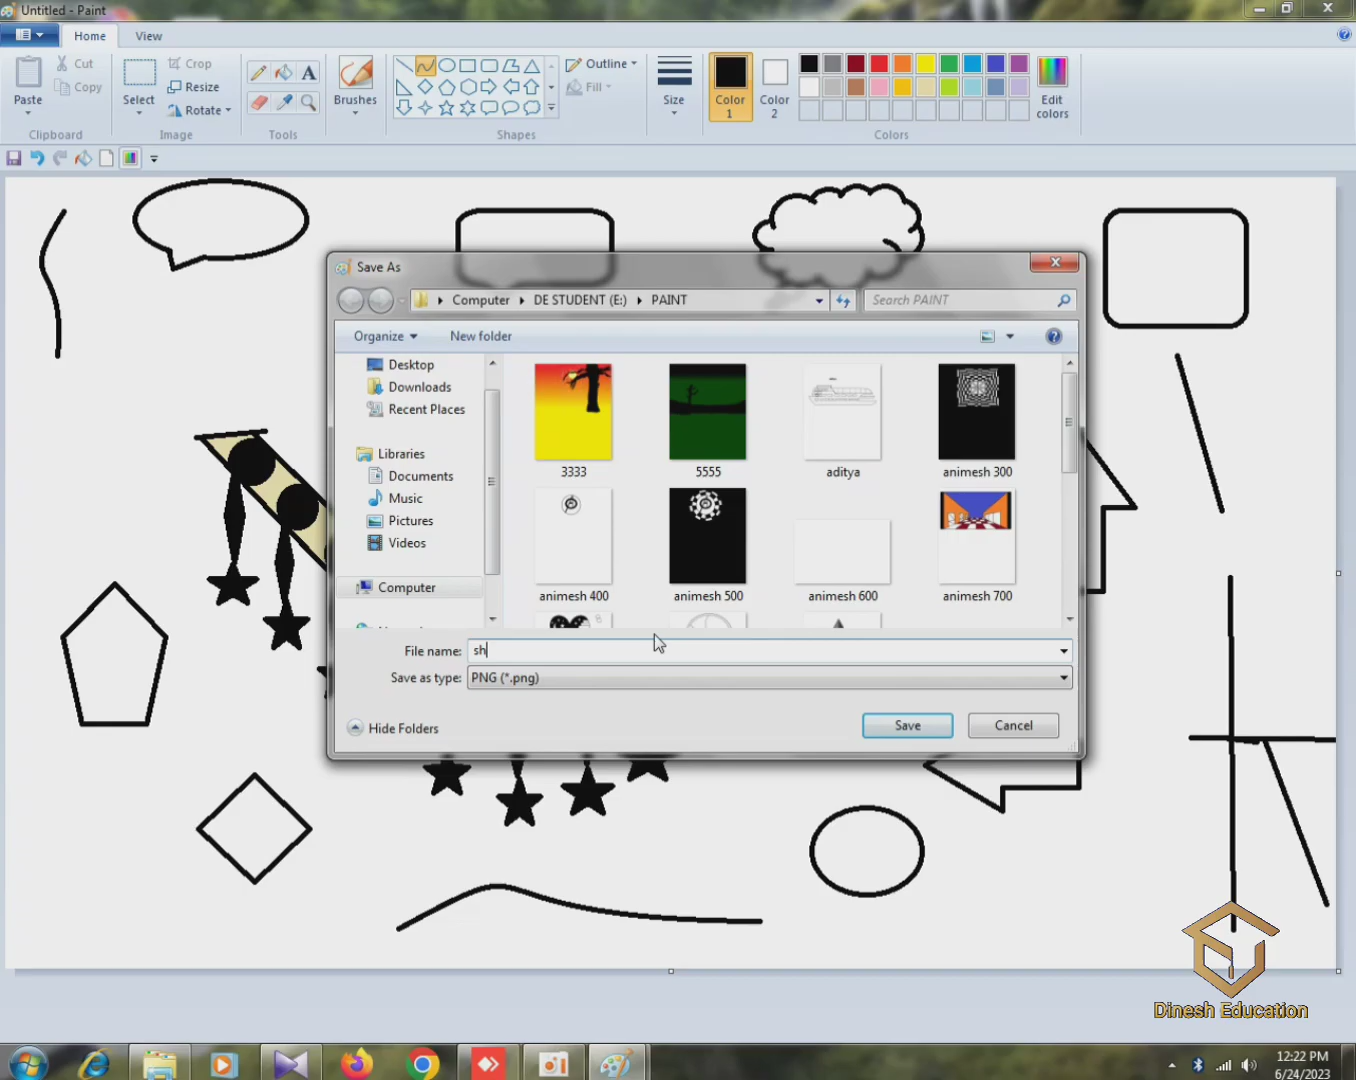 Untitled - Paint
Home
View
Paste
Cut
Copy
Clipboard
Select
Crop
Resize
Rotate
Image
A
Tools
Brushes
Outline
Fill
Shapes
Size
Color
1
Color
2
Edit
colors
Colors
Save As
Computer
DE STUDENT (E:)
PAINT
Search PAINT
Organize
New folder
Desktop
Downloads
Recent Places
Libraries
Documents
Music
Pictures
Videos
Computer
3333
5555
aditya
animesh 300
animesh 400
animesh 500
animesh 600
animesh 700
File name:
sh
Save as type:
PNG (*.png)
Hide Folders
Save
Cancel
Dinesh Education
12:22 PM
6/24/2023